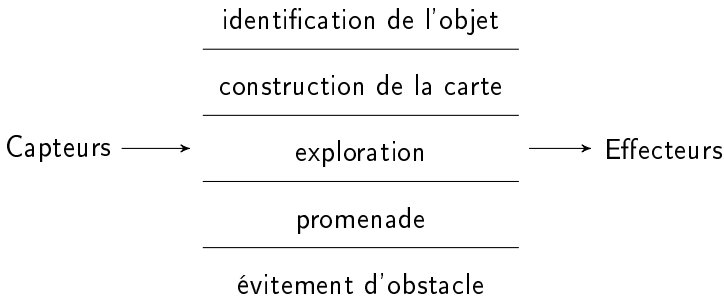 identification de l'objet
construction de la carte
Capteurs
exploration
Effecteurs
promenade
évitement d'obstacle